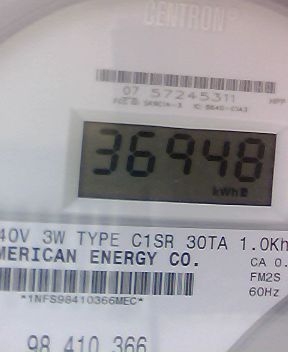 CENTRON®
07 57245311
36948
kWh
40V 3W TYPE C1SR 30TA 1.0Kh
MERICAN ENERGY CO.
CA 0.
FM2S
60Hz
*1NFS98410366MEC*
98 410 366